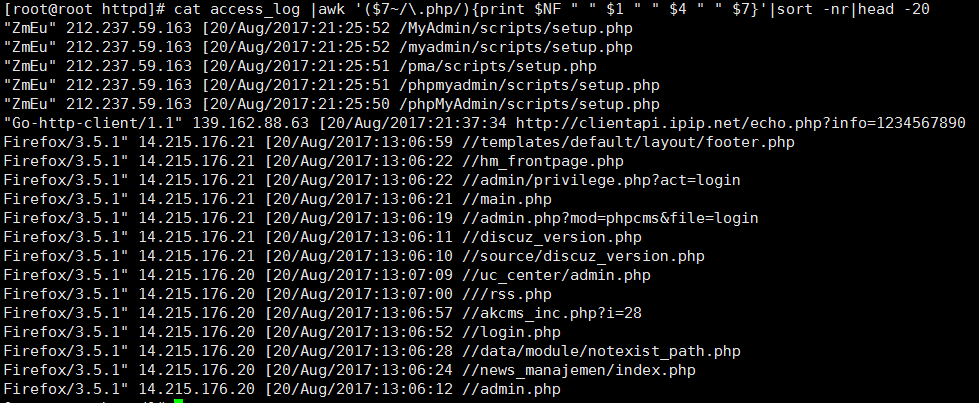 [root@root httpd]# cat access_log |awk '($7~/\.php/){print $NF " " $1 " " $4 " " $7}'|sort -nr|head -20
"ZmEu" 212.237.59.163 [20/Aug/2017:21:25:52 /MyAdmin/scripts/setup.php
"ZmEu" 212.237.59.163 [20/Aug/2017:21:25:52 /myadmin/scripts/setup.php
"ZmEu" 212.237.59.163 [20/Aug/2017:21:25:51 /pma/scripts/setup.php
"ZmEu" 212.237.59.163 [20/Aug/2017:21:25:51 /phpmyadmin/scripts/setup.php
"ZmEu" 212.237.59.163 [20/Aug/2017:21:25:50 /phpMyAdmin/scripts/setup.php
"Go-http-client/1.1" 139.162.88.63 [20/Aug/2017:21:37:34 http://clientapi.ipip.net/echo.php?info=1234567890
Firefox/3.5.1" 14.215.176.21 [20/Aug/2017:13:06:59 //templates/default/layout/footer.php
Firefox/3.5.1" 14.215.176.21 [20/Aug/2017:13:06:22 //hm_frontpage.php
Firefox/3.5.1" 14.215.176.21 [20/Aug/2017:13:06:22 //admin/privilege.php?act=login
Firefox/3.5.1" 14.215.176.21 [20/Aug/2017:13:06:21 //main.php
Firefox/3.5.1" 14.215.176.21 [20/Aug/2017:13:06:19 //admin.php?mod=phpcms&file=login
Firefox/3.5.1" 14.215.176.21 [20/Aug/2017:13:06:11 //discuz_version.php
Firefox/3.5.1" 14.215.176.21 [20/Aug/2017:13:06:10 //source/discuz_version.php
Firefox/3.5.1" 14.215.176.20 [20/Aug/2017:13:07:09 //uc_center/admin.php
Firefox/3.5.1" 14.215.176.20 [20/Aug/2017:13:07:00 ///rss.php
Firefox/3.5.1" 14.215.176.20 [20/Aug/2017:13:06:57 //akcms_inc.php?i=28
Firefox/3.5.1" 14.215.176.20 [20/Aug/2017:13:06:52 //login.php
Firefox/3.5.1" 14.215.176.20 [20/Aug/2017:13:06:28 //data/module/notexist_path.php
Firefox/3.5.1" 14.215.176.20 [20/Aug/2017:13:06:24 //news_manajemen/index.php
Firefox/3.5.1" 14.215.176.20 [20/Aug/2017:13:06:12 //admin.php